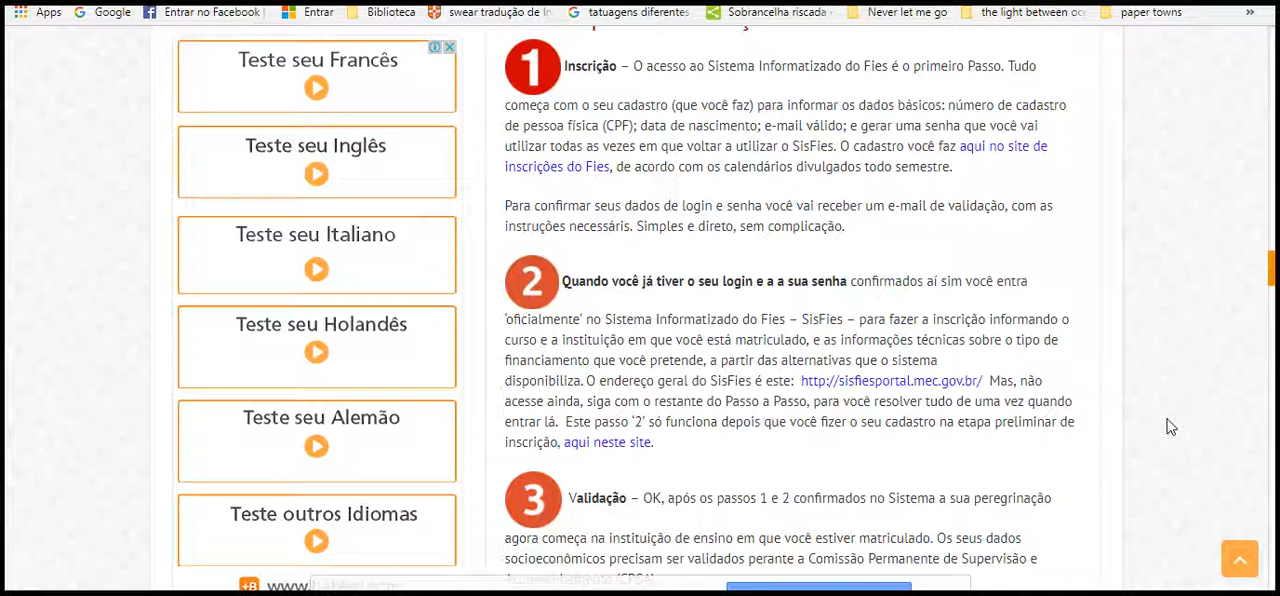 Apps Google Entrar no Facebook Entrar Biblioteca swear tradução de In tatuagens diferentes Sobrancelha riscada Never let me go the light between oc paper towns »
Teste seu Francês
Teste seu Inglês
Teste seu Italiano
Teste seu Holandês
Teste seu Alemão
Teste outros Idiomas
+B www.
1 Inscrição – O acesso ao Sistema Informatizado do Fies é o primeiro Passo. Tudo
começa com o seu cadastro (que você faz) para informar os dados básicos: número de cadastro
de pessoa física (CPF); data de nascimento; e-mail válido; e gerar uma senha que você vai
utilizar todas as vezes em que voltar a utilizar o SisFies. O cadastro você faz aqui no site de
inscrições do Fies, de acordo com os calendários divulgados todo semestre.
Para confirmar seus dados de login e senha você vai receber um e-mail de validação, com as
instruções necessáris. Simples e direto, sem complicação.
2 Quando você já tiver o seu login e a a sua senha confirmados aí sim você entra
‘oficialmente’ no Sistema Informatizado do Fies – SisFies – para fazer a inscrição informando o
curso e a instituição em que você está matriculado, e as informações técnicas sobre o tipo de
financiamento que você pretende, a partir das alternativas que o sistema
disponibiliza. O endereço geral do SisFies é este: http://sisfiesportal.mec.gov.br/ Mas, não
acesse ainda, siga com o restante do Passo a Passo, para você resolver tudo de uma vez quando
entrar lá. Este passo ‘2’ só funciona depois que você fizer o seu cadastro na etapa preliminar de
inscrição, aqui neste site.
3 Validação – OK, após os passos 1 e 2 confirmados no Sistema a sua peregrinação
agora começa na instituição de ensino em que você estiver matriculado. Os seus dados
socioeconômicos precisam ser validados perante a Comissão Permanente de Supervisão e
(CPSA)